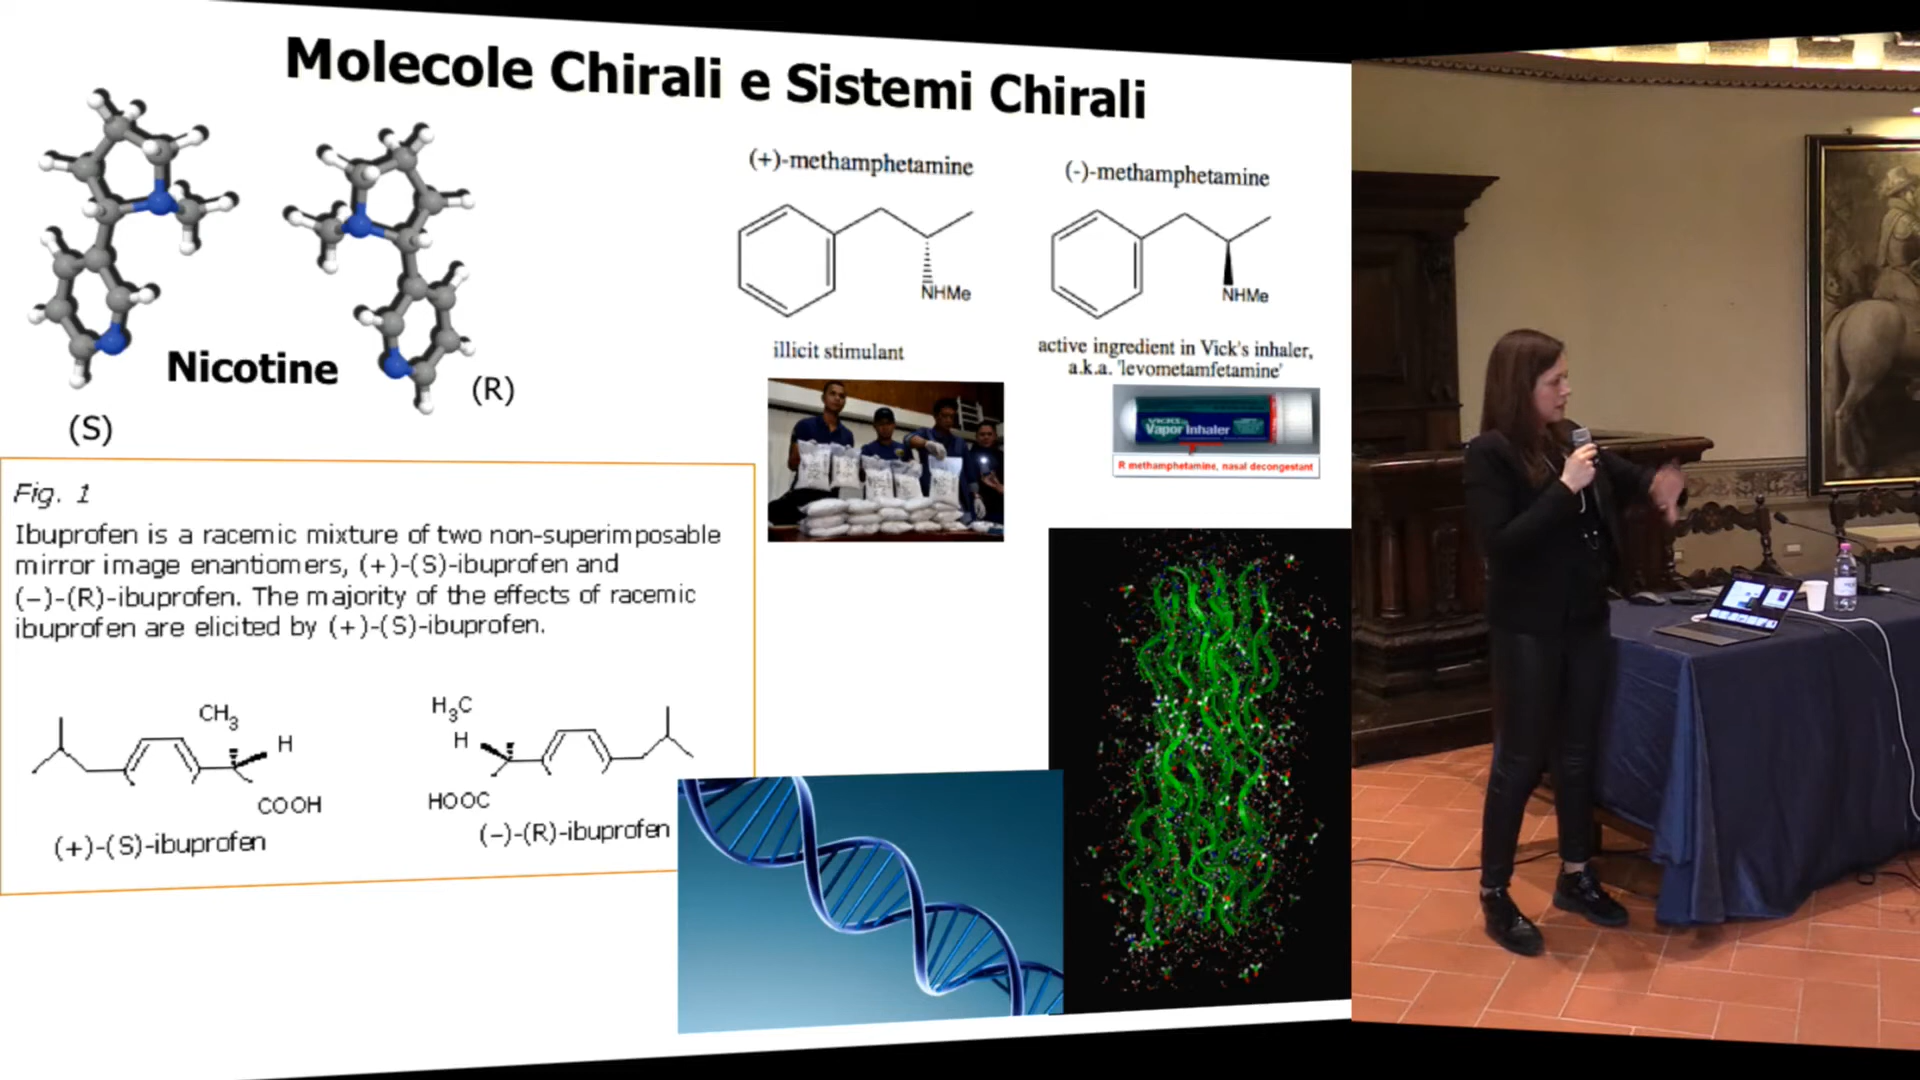 Molecole Chirali e Sistemi Chirali
Nicotine
(S)
(R)
(+)-methamphetamine
NHMe
illicit stimulant
(-)-methamphetamine
NHMe
active ingredient in Vick's inhaler,
a.k.a. 'levometamfetamine'
VICKS
Vapor Inhaler
R methamphetamine, nasal decongestant
Fig. 1
Ibuprofen is a racemic mixture of two non-superimposable
mirror image enantiomers, (+)-(S)-ibuprofen and
(−)-(R)-ibuprofen. The majority of the effects of racemic
ibuprofen are elicited by (+)-(S)-ibuprofen.
CH3
H
COOH
(+)-(S)-ibuprofen
H3C
H
HOOC
(−)-(R)-ibuprofen